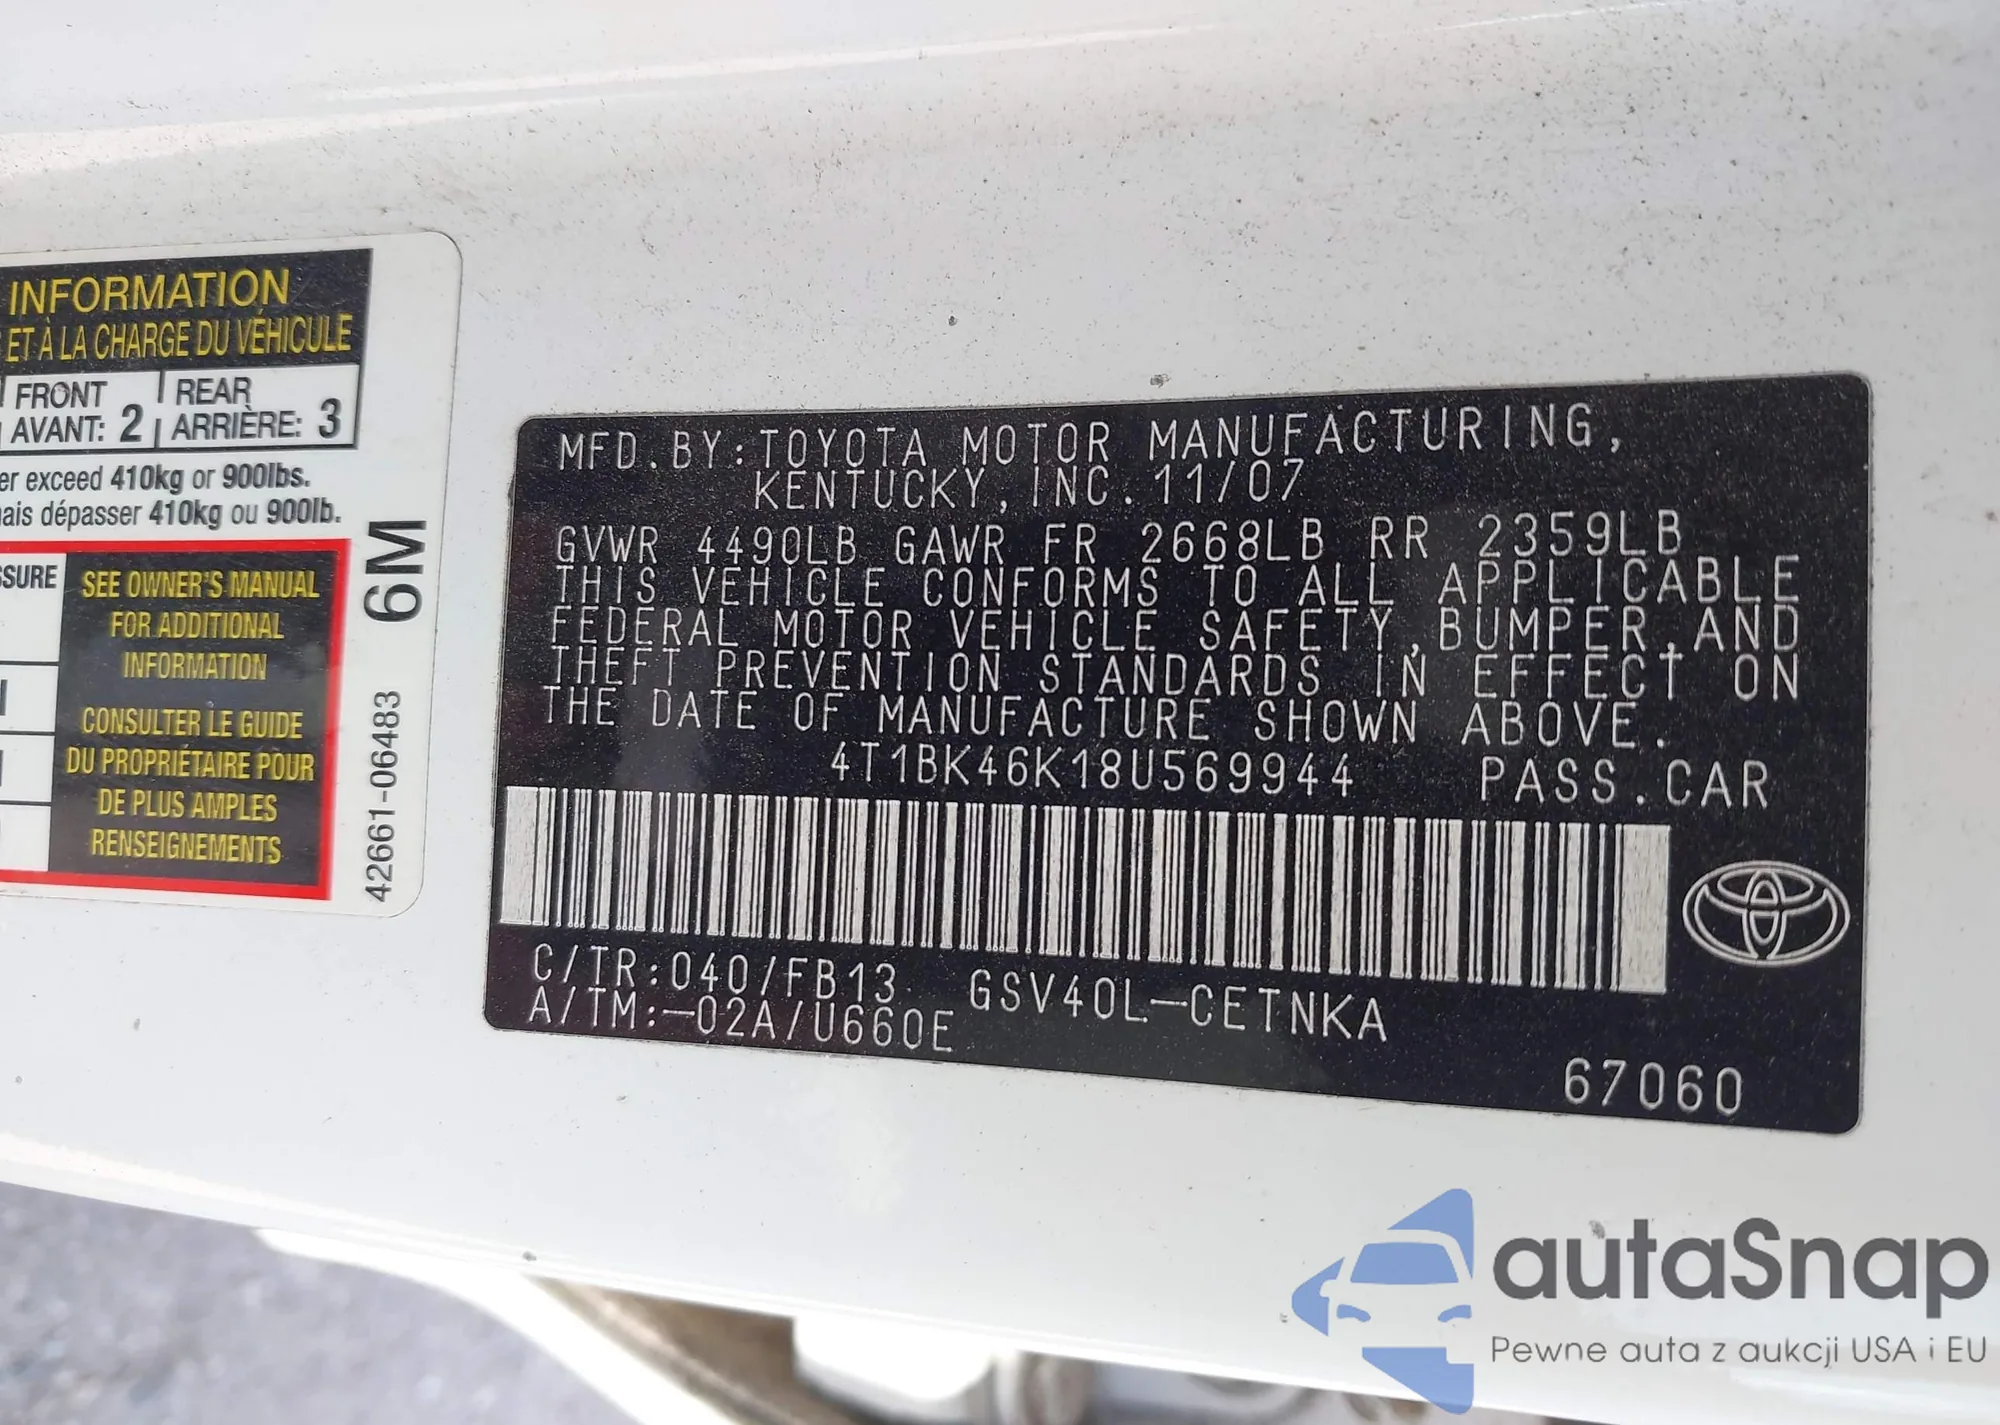 INFORMATION
ET À LA CHARGE DU VÉHICULE
FRONT
AVANT: 2
REAR
ARRIÈRE: 3
exceed 410kg or 900lbs.
dépasser 410kg ou 900lb.
SEE OWNER'S MANUAL
FOR ADDITIONAL
INFORMATION
CONSULTER LE GUIDE
DU PROPRIÉTAIRE POUR
DE PLUS AMPLES
RENSEIGNEMENTS
42661-06483 6M
MFD.BY:TOYOTA MOTOR MANUFACTURING,
KENTUCKY,INC.11/07
GVWR 4490LB GAWR FR 2668LB RR 2359LB
THIS VEHICLE CONFORMS TO ALL APPLICABLE
FEDERAL MOTOR VEHICLE SAFETY,BUMPER,AND
THEFT PREVENTION STANDARDS IN EFFECT ON
THE DATE OF MANUFACTURE SHOWN ABOVE.
4T1BK46K18U569944 PASS.CAR
C/TR:040/FB13 GSV40L-CETNKA
A/TM:-02A/U660E
67060
autaSnap
Pewne auta z aukcji USA i EU